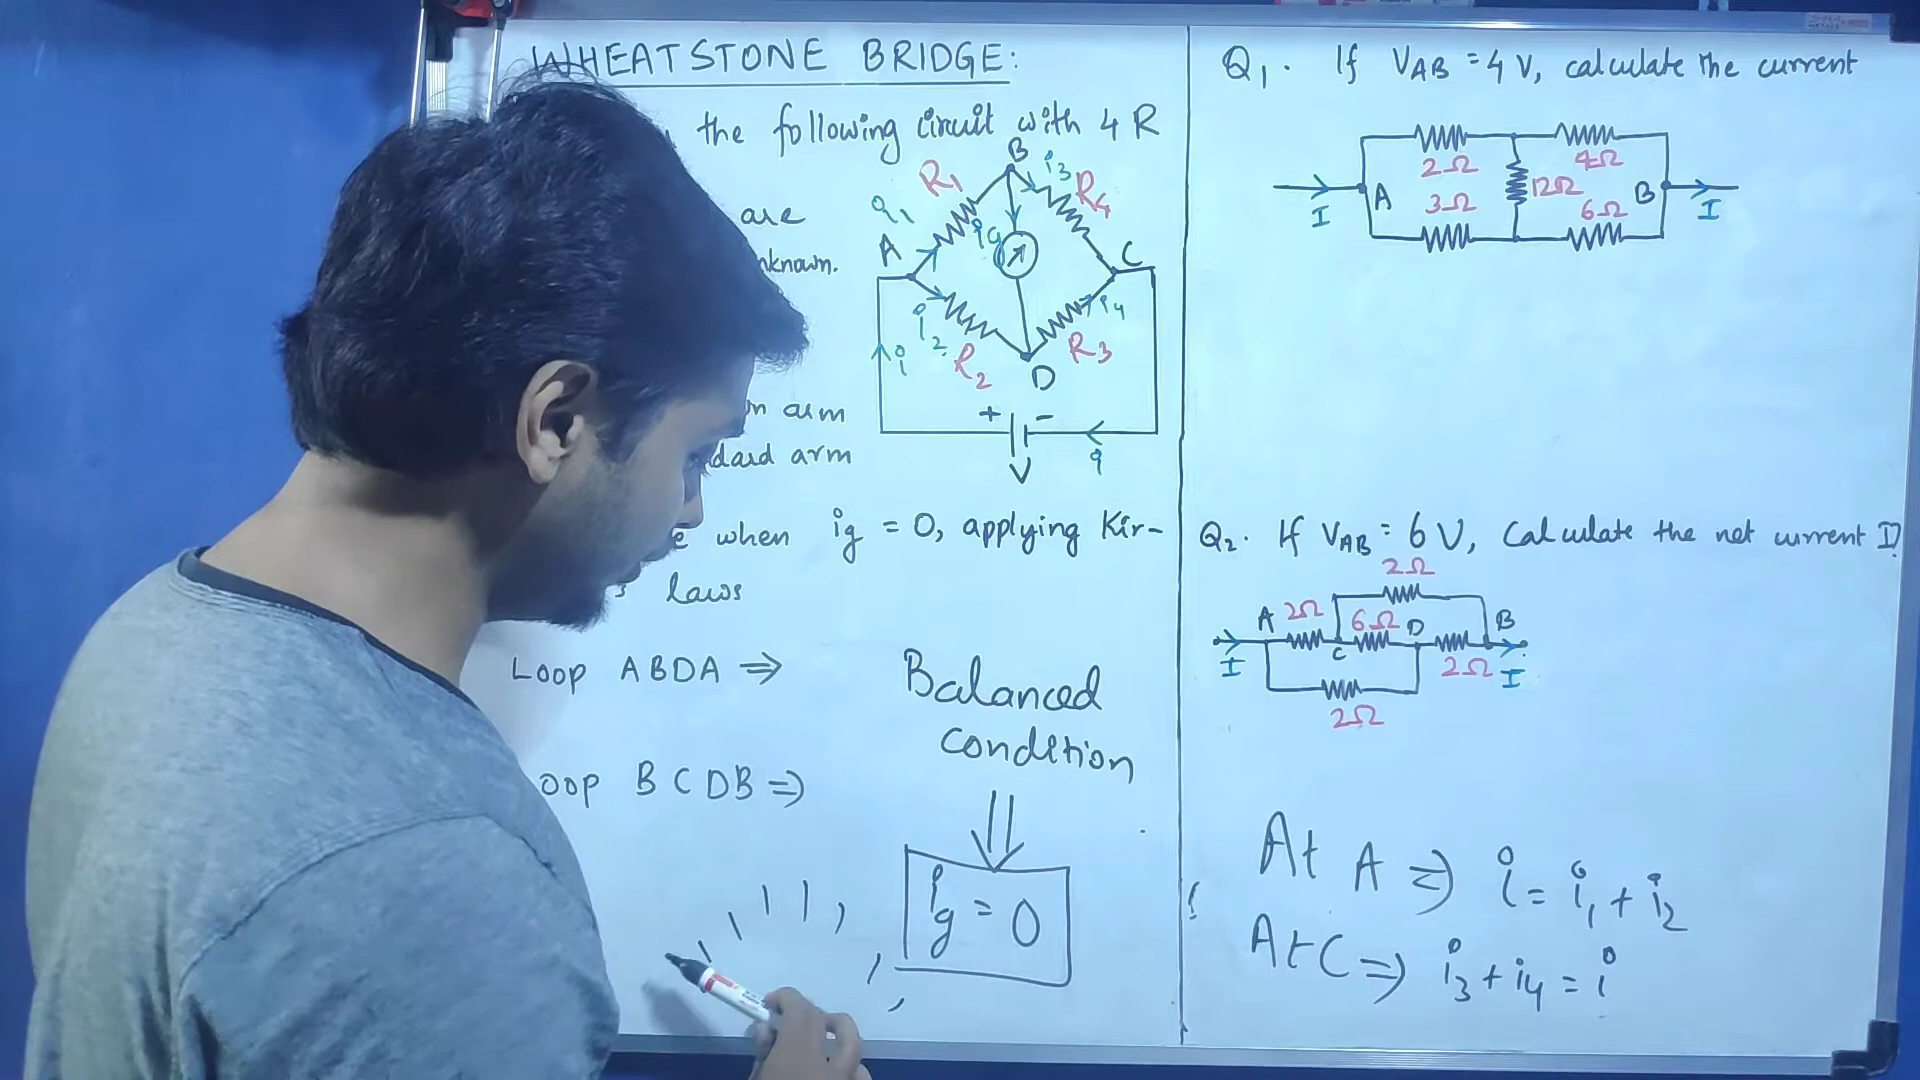 WHEATSTONE BRIDGE:
the following circuit with 4 R
are
nknown.
n arm
dard arm
when ig = 0, applying Kir-
laws
Loop ABDA ⇒
oop BCDB ⇒
B
i3
R1
R4
i1
ig
A
C
i2
i4
i
R2
R3
D
+ -
i
V
Balanced
condition
ig = 0
Q1. If VAB = 4 V, calculate the current
2Ω
4Ω
A
12Ω
B
I
3Ω
6Ω
I
Q2. If VAB = 6 V, Calculate the net current I?
2Ω
A 2Ω 6Ω D B
C
I
2Ω I
2Ω
At A ⇒ i = i1 + i2
At C ⇒ i3 + i4 = i